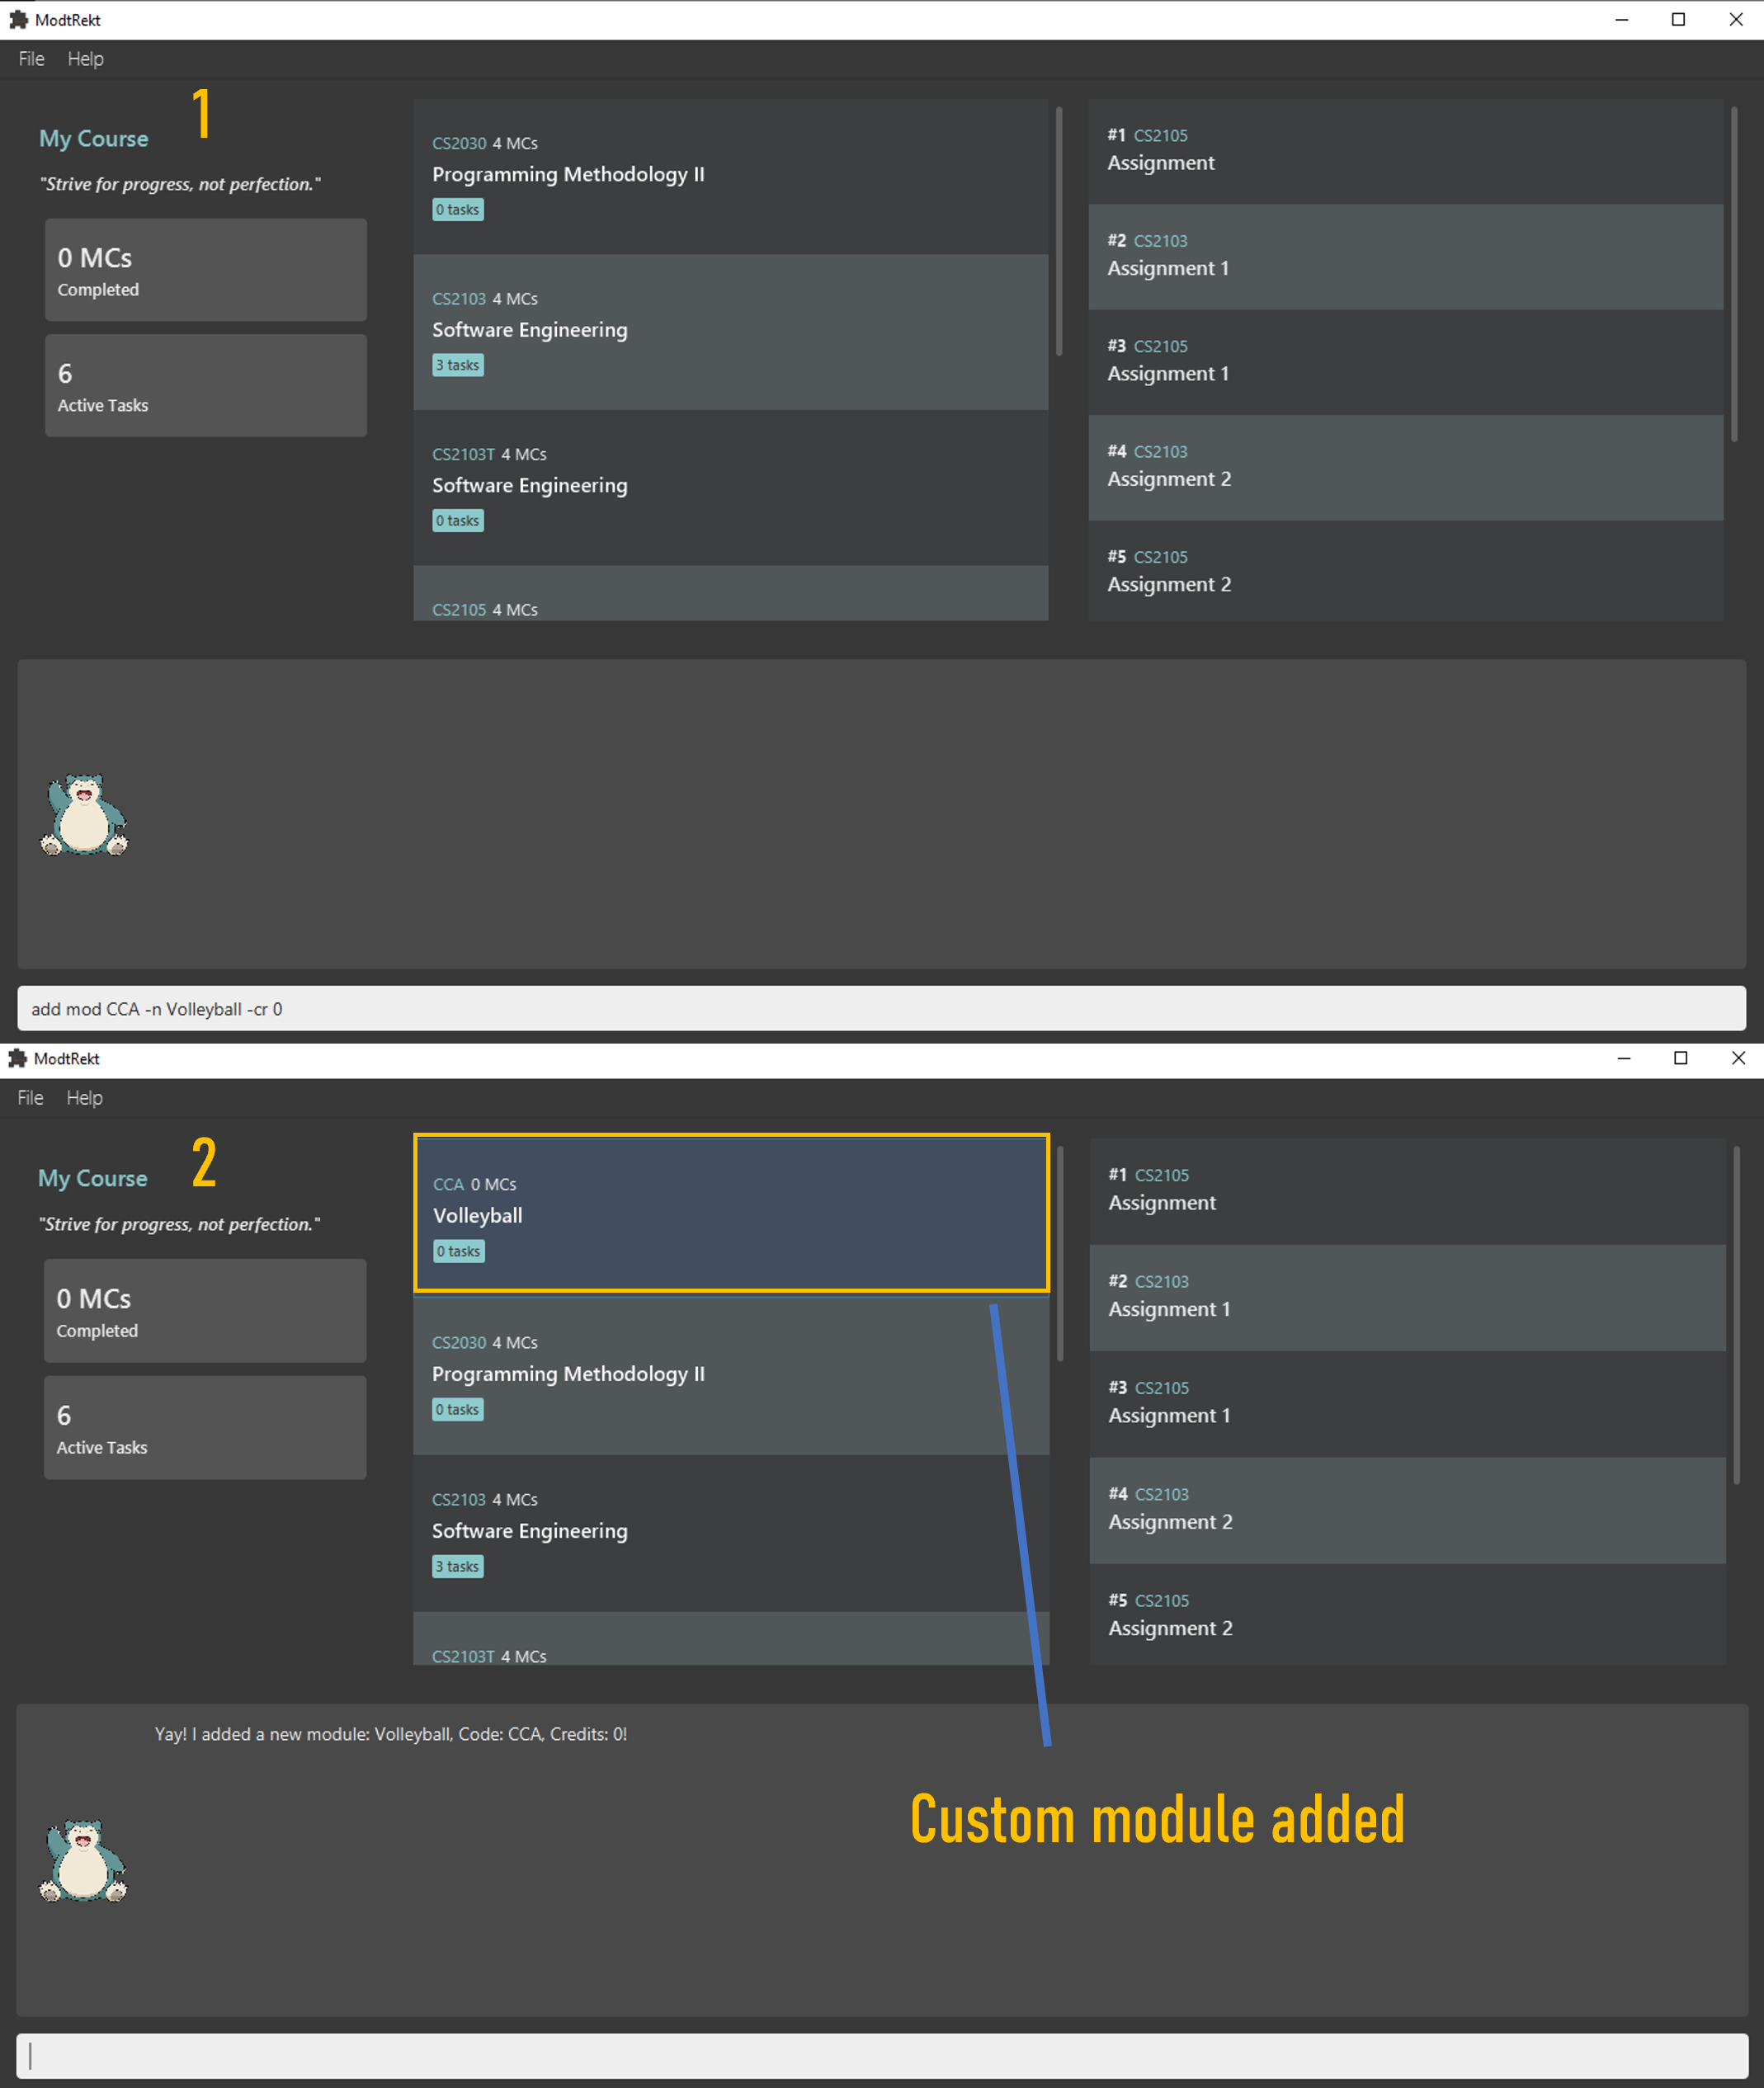 ModtRekt
File Help
1
My Course
"Strive for progress, not perfection."
0 MCs
Completed
6
Active Tasks
CS2030 4 MCs
Programming Methodology II
0 tasks
CS2103 4 MCs
Software Engineering
3 tasks
CS2103T 4 MCs
Software Engineering
0 tasks
CS2105 4 MCs
#1 CS2105
Assignment
#2 CS2103
Assignment 1
#3 CS2105
Assignment 1
#4 CS2103
Assignment 2
#5 CS2105
Assignment 2
add mod CCA -n Volleyball -cr 0
ModtRekt
File Help
2
My Course
"Strive for progress, not perfection."
0 MCs
Completed
6
Active Tasks
CCA 0 MCs
Volleyball
0 tasks
CS2030 4 MCs
Programming Methodology II
0 tasks
CS2103 4 MCs
Software Engineering
3 tasks
CS2103T 4 MCs
#1 CS2105
Assignment
#2 CS2103
Assignment 1
#3 CS2105
Assignment 1
#4 CS2103
Assignment 2
#5 CS2105
Assignment 2
Yay! I added a new module: Volleyball, Code: CCA, Credits: 0!
Custom module added